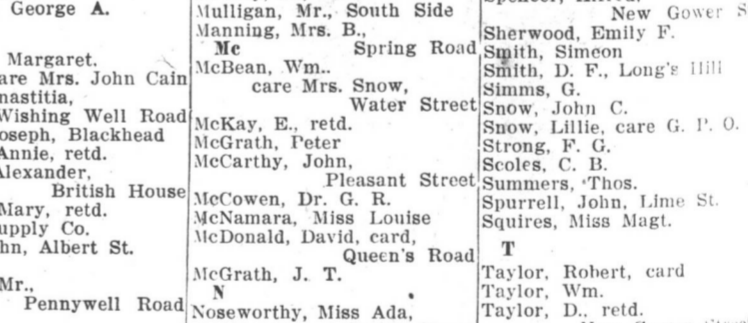 George A.
Margaret.
are Mrs. John Cain
nastitia,
Wishing Well Road
oseph, Blackhead
Annie, retd.
Alexander,
British House
Mary, retd.
upply Co.
hn, Albert St.
Mr.,
Pennywell Road
Mulligan, Mr., South Side
Manning, Mrs. B.,
Mc Spring Road
McBean, Wm..
care Mrs. Snow,
Water Street
McKay, E., retd.
McGrath, Peter
McCarthy, John,
Pleasant Street
McCowen, Dr. G. R.
McNamara, Miss Louise
McDonald, David, card,
Queen's Road
McGrath, J. T.
N
Noseworthy, Miss Ada,
New Gower S
Sherwood, Emily F.
Smith, Simeon
Smith, D. F., Long's Hill
Simms, G.
Snow, John C.
Snow, Lillie, care G. P. O.
Strong, F. G.
Scoles, C. B.
Summers, Thos.
Spurrell, John, Lime St.
Squires, Miss Magt.
T
Taylor, Robert, card
Taylor, Wm.
Taylor, D., retd.